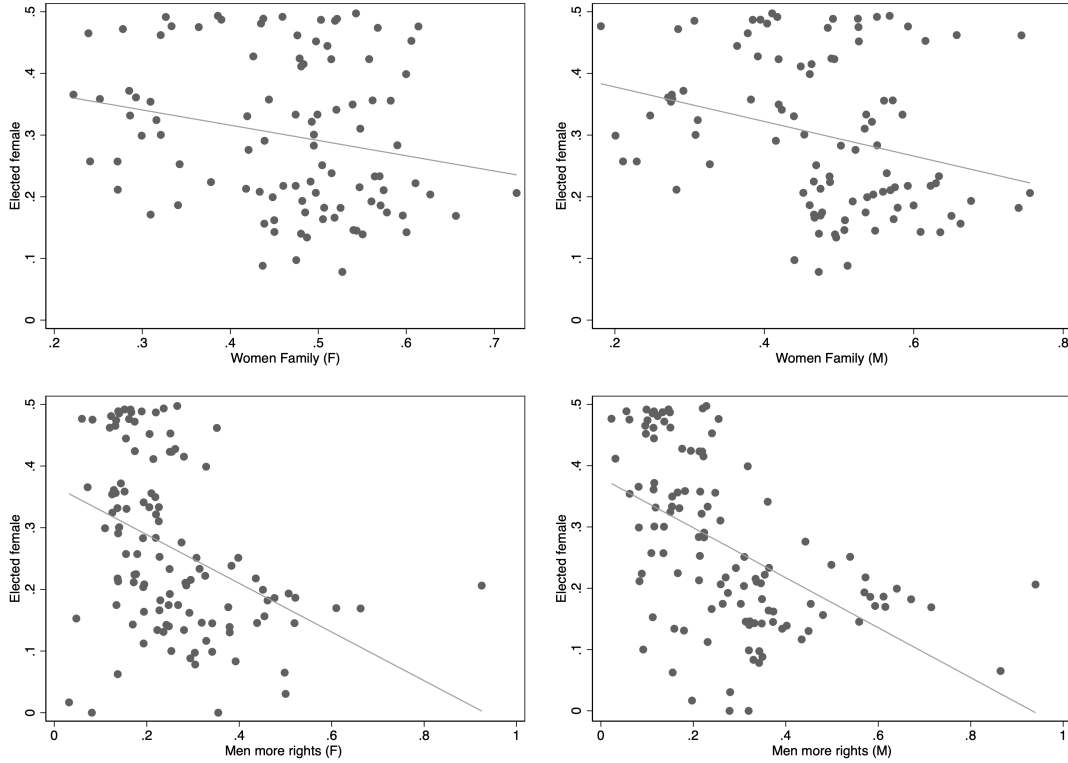 Elected female
0 .1 .2 .3 .4 .5
.2 .3 .4 .5 .6 .7
Women Family (F)
Elected female
0 .1 .2 .3 .4 .5
.2 .4 .6 .8
Women Family (M)
Elected female
0 .1 .2 .3 .4 .5
0 .2 .4 .6 .8 1
Men more rights (F)
Elected female
0 .1 .2 .3 .4 .5
0 .2 .4 .6 .8 1
Men more rights (M)